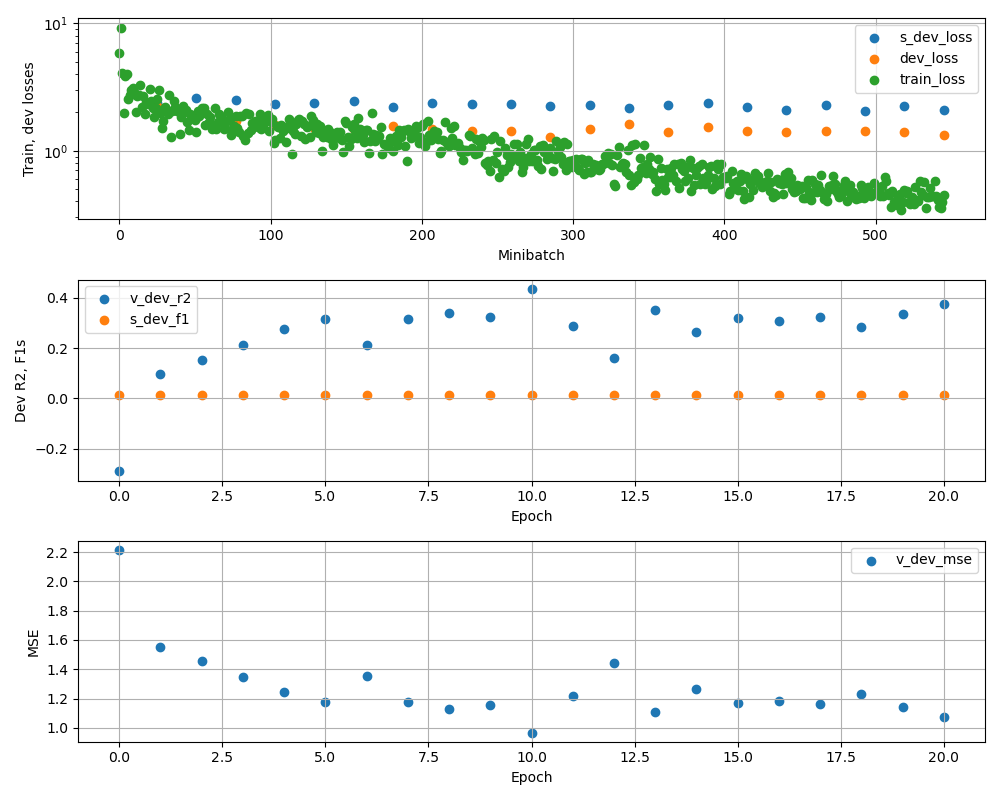 10¹
10⁰
Train, dev losses
s_dev_loss
dev_loss
train_loss
0 100 200 300 400 500
Minibatch
0.4
0.2
0.0
−0.2
Dev R2, F1s
v_dev_r2
s_dev_f1
0.0 2.5 5.0 7.5 10.0 12.5 15.0 17.5 20.0
Epoch
2.2
2.0
1.8
1.6
1.4
1.2
1.0
MSE
v_dev_mse
0.0 2.5 5.0 7.5 10.0 12.5 15.0 17.5 20.0
Epoch